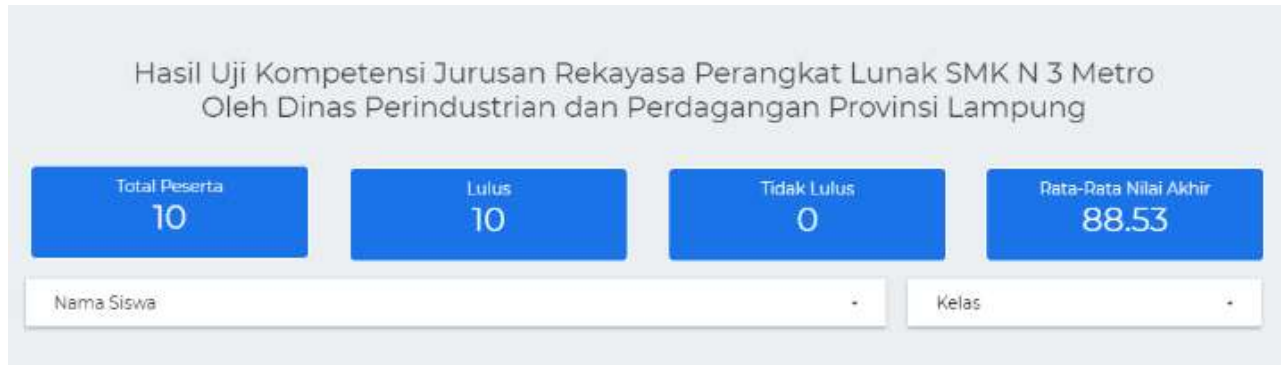 Hasil Uji Kompetensi Jurusan Rekayasa Perangkat Lunak SMK N 3 Metro
Oleh Dinas Perindustrian dan Perdagangan Provinsi Lampung
Total Peserta
10
Lulus
10
Tidak Lulus
0
Rata-Rata Nilai Akhir
88.53
Nama Siswa
Kelas